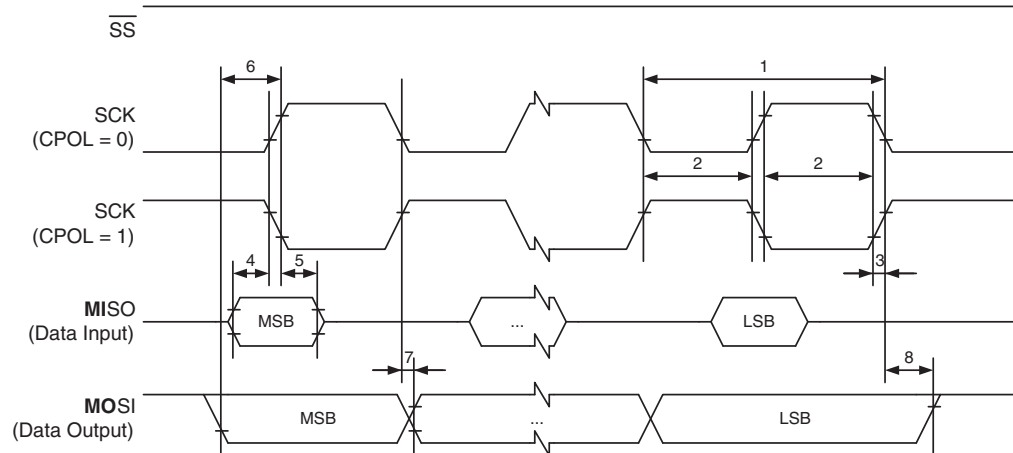 SS
6
1
SCK
(CPOL = 0)
2
2
SCK
(CPOL = 1)
4
5
3
MISO
(Data Input)
MSB
...
LSB
7
8
MOSI
(Data Output)
MSB
...
LSB